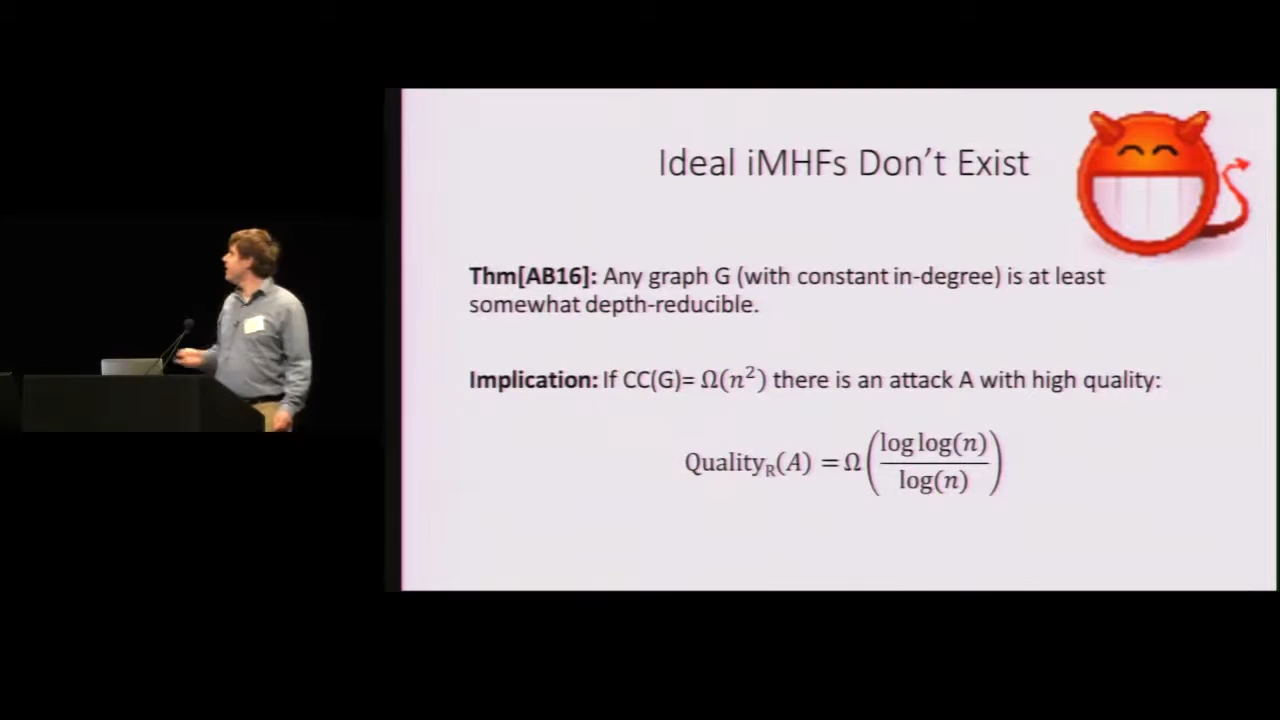 Ideal iMHFs Don't Exist
Thm[AB16]: Any graph G (with constant in-degree) is at least
somewhat depth-reducible.
Implication: If CC(G)= Ω(n²) there is an attack A with high quality:
Quality_R(A) = Ω(log log(n) / log(n))